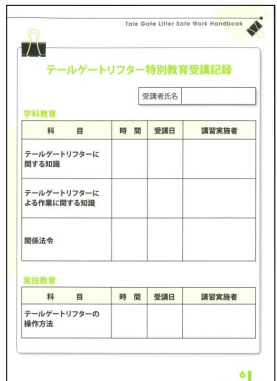 Tale Gate Lifter Safe Work Handbook
テールゲートリフター特別教育受講記録
受講者氏名
学科教育
科 目 時 間 受講日 講習実施者
テールゲートリフターに
関する知識
テールゲートリフターに
よる作業に関する知識
関係法令
実技教育
科 目 時 間 受講日 講習実施者
テールゲートリフターの
操作方法
61